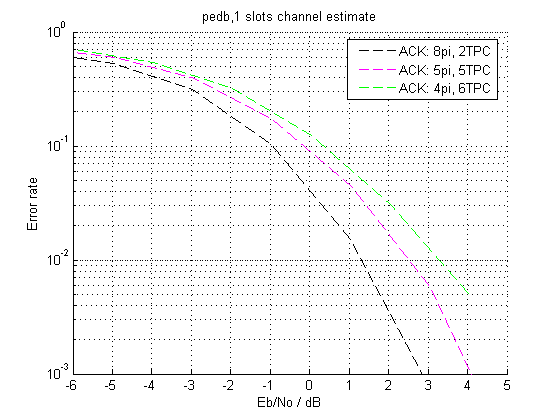 pedb,1 slots channel estimate
ACK: 8pi, 2TPC
ACK: 5pi, 5TPC
ACK: 4pi, 6TPC
Error rate
10^0
10^-1
10^-2
10^-3
-6 -5 -4 -3 -2 -1 0 1 2 3 4 5
Eb/No / dB